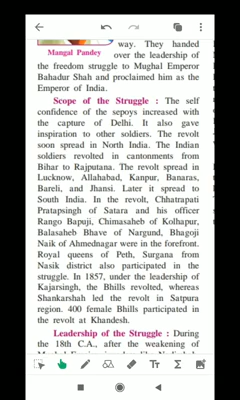 way. They handed
Mangal Pandey
over the leadership of
the freedom struggle to Mughal Emperor
Bahadur Shah and proclaimed him as the
Emperor of India.
Scope of the Struggle : The self
confidence of the sepoys increased with
the capture of Delhi. It also gave
inspiration to other soldiers. The revolt
soon spread in North India. The Indian
soldiers revolted in cantonments from
Bihar to Rajputana. The revolt spread in
Lucknow, Allahabad, Kanpur, Banaras,
Bareli, and Jhansi. Later it spread to
South India. In the revolt, Chhatrapati
Pratapsingh of Satara and his officer
Rango Bapuji, Chimasaheb of Kolhapur,
Balasaheb Bhave of Nargund, Bhagoji
Naik of Ahmednagar were in the forefront.
Royal queens of Peth, Surgana from
Nasik district also participated in the
struggle. In 1857, under the leadership of
Kajarsingh, the Bhills revolted, whereas
Shankarshah led the revolt in Satpura
region. 400 female Bhills participated in
the revolt at Khandesh.
Leadership of the Struggle : During
the 18th C.A., after the weakening of